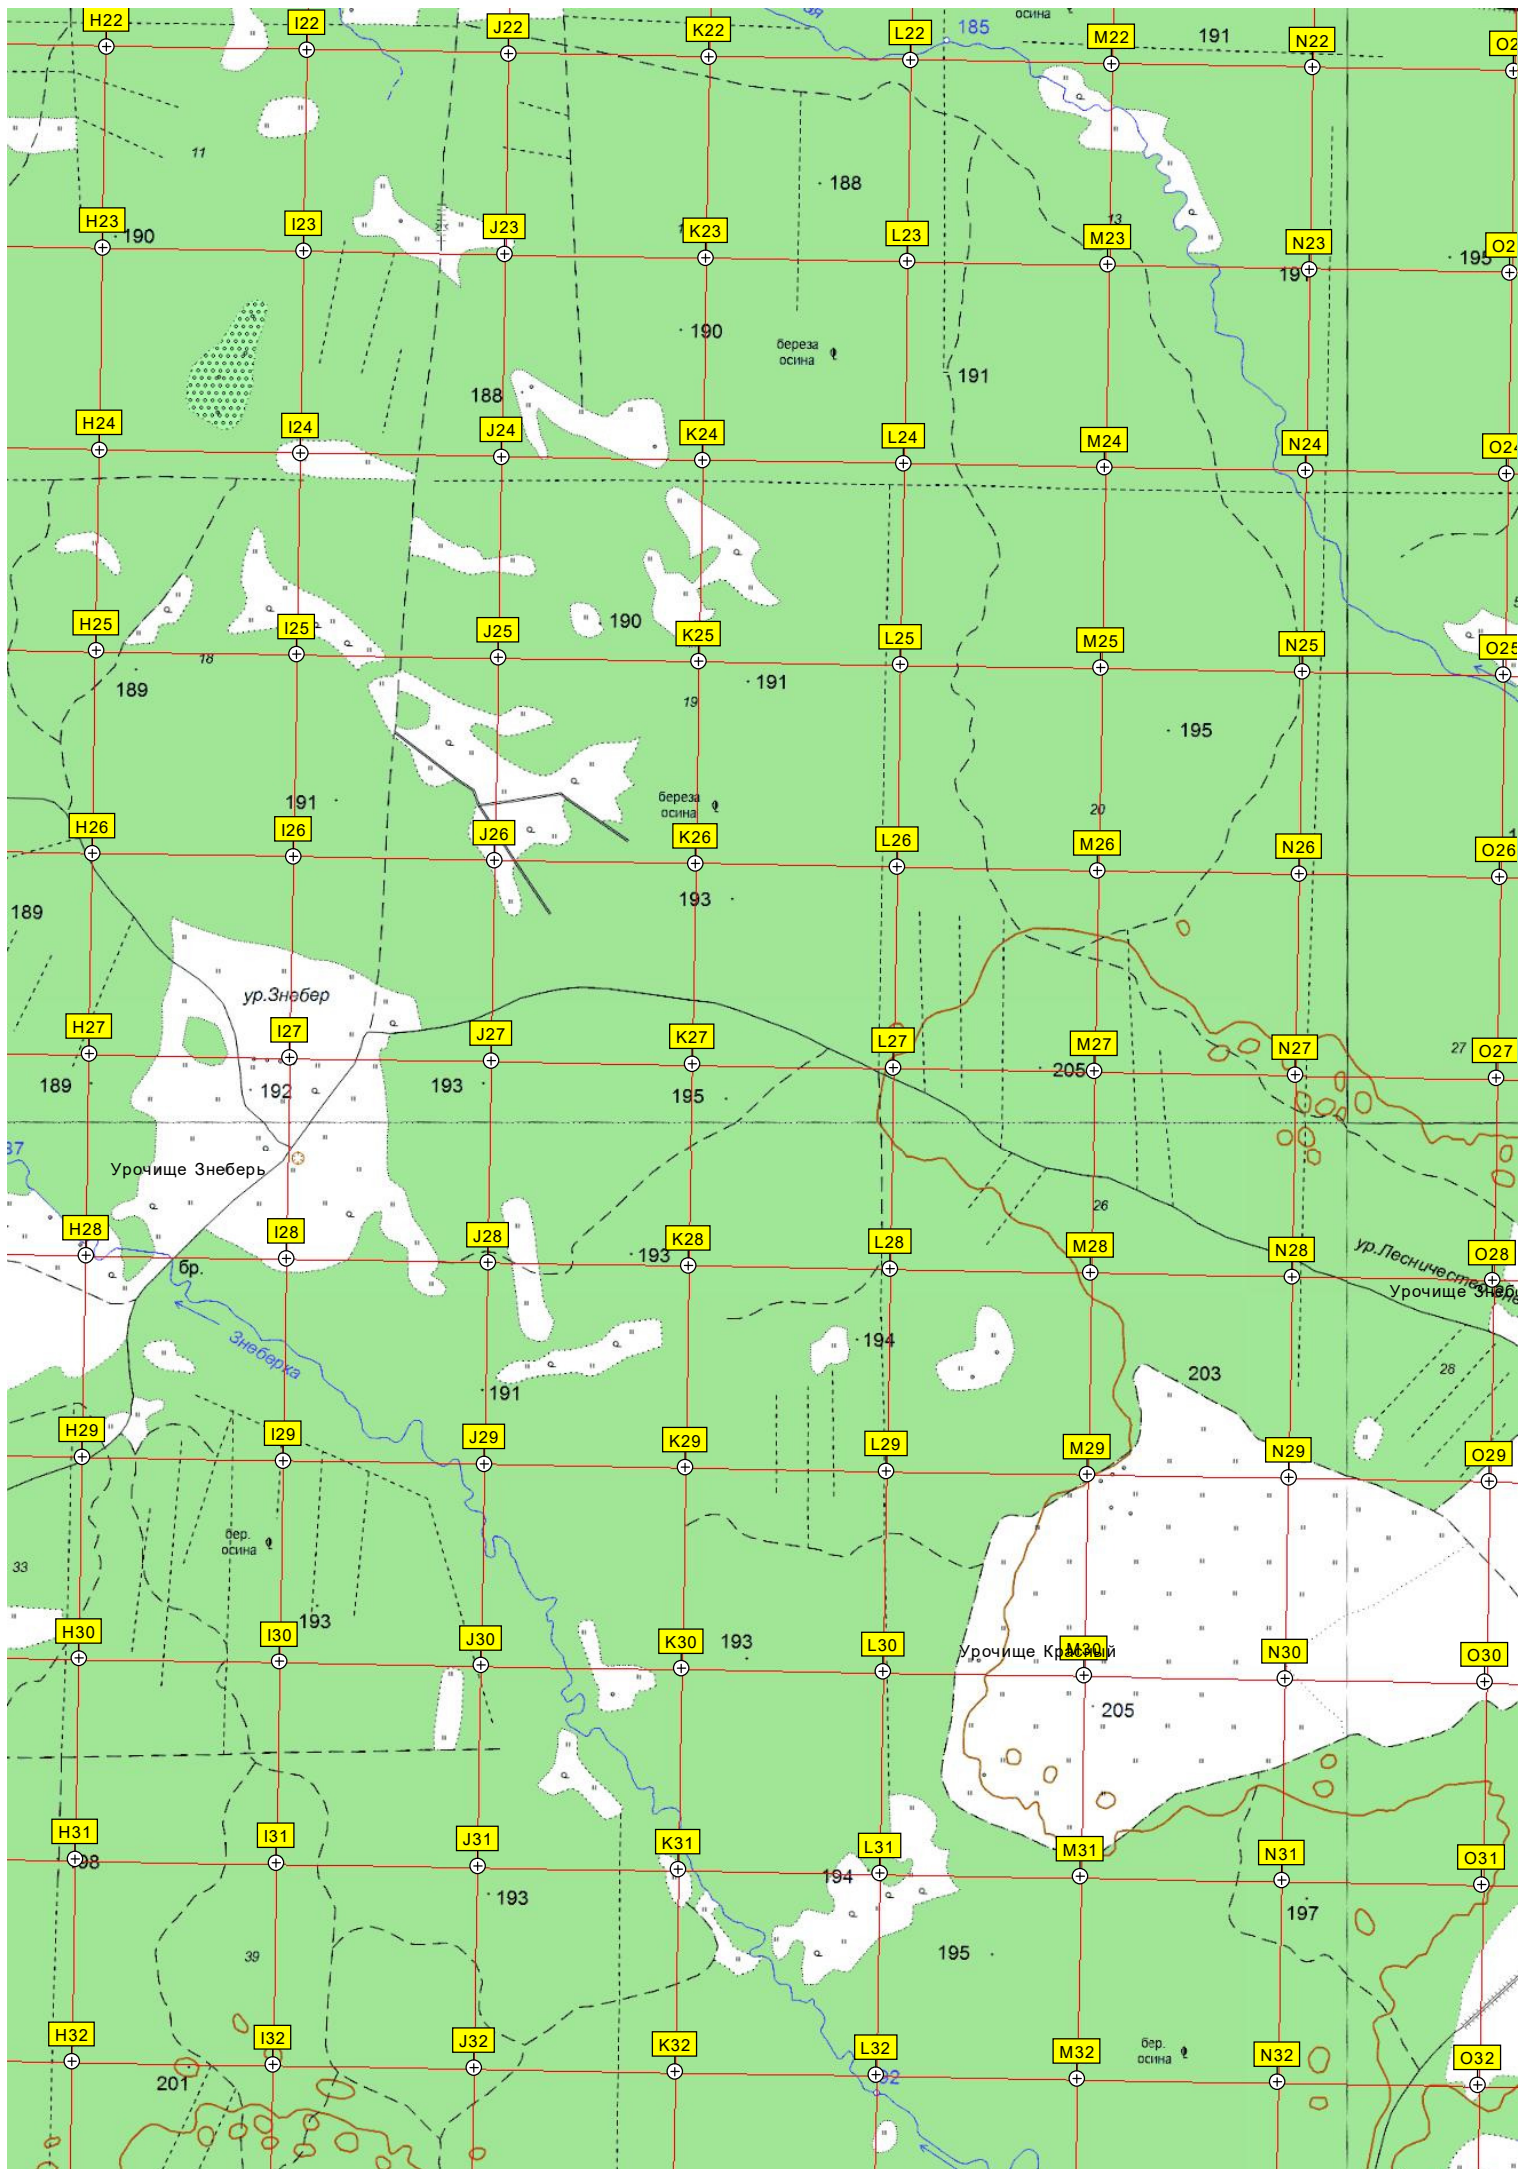 осина
H22 I22 J22 K22 L22 185 M22 191 N22
11
188
H23 190 I23 J23 K23 L23 13 M23 N23 195
190
береза
осина
191
188
H24 I24 J24 K24 L24 M24 N24 O24
190
H25 I25 J25 K25 L25 M25 N25 O25
18
189 191
19
195
191 береза
осина
20
H26 I26 J26 K26 L26 M26 N26 O26
193
189
ур.Знебер
H27 I27 J27 K27 L27 M27 N27 27 O27
189 192 193 195 205
Урочище Знеберь
26
H28 I28 J28 193 K28 L28 M28 N28 O28
бр.
Знеберка
194
191 203 28
H29 I29 J29 K29 L29 M29 N29 O29
бер.
осина
33
193
H30 I30 J30 K30 193 L30 M30 N30 O30
Урочище Красный
205
H31 I31 J31 K31 L31 M31 N31 O31
194
193 197
39 195
H32 I32 J32 K32 L32 M32 N32 O32
бер.
осина
201